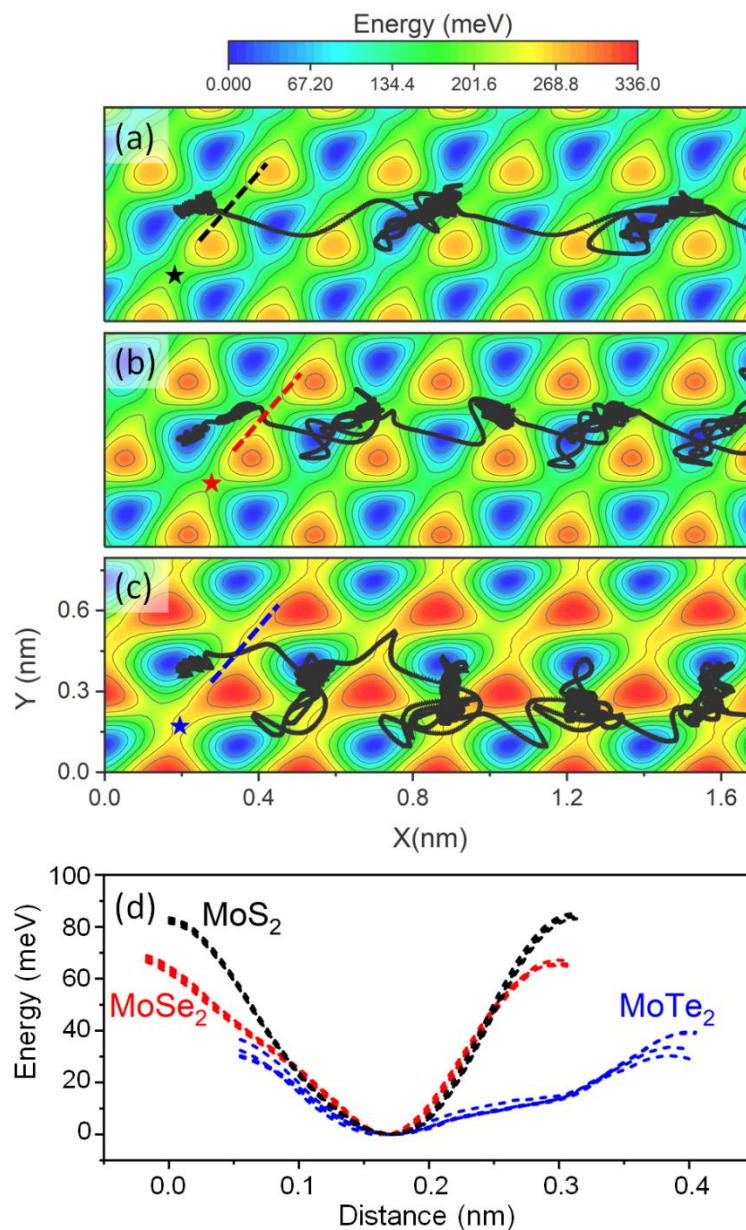 Energy (meV)
0.000 67.20 134.4 201.6 268.8 336.0
(a)
(b)
(c)
0.6
0.3
0.0
Y (nm)
0.0 0.4 0.8 1.2 1.6
X(nm)
(d)
100
80
60
40
20
0
Energy (meV)
MoS₂
MoSe₂
MoTe₂
0.0 0.1 0.2 0.3 0.4
Distance (nm)